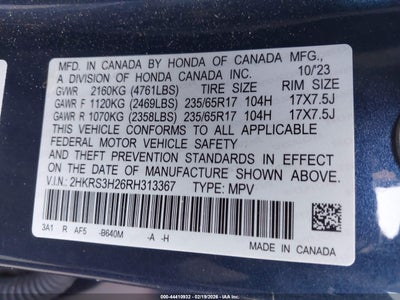 MFD. IN CANADA BY HONDA OF CANADA MFG.,
A DIVISION OF HONDA CANADA INC. 10/'23
GVWR 2160KG (4761LBS) TIRE SIZE RIM SIZE
GAWR F 1120KG (2469LBS) 235/65R17 104H 17X7.5J
GAWR R 1070KG (2358LBS) 235/65R17 104H 17X7.5J
THIS VEHICLE CONFORMS TO ALL APPLICABLE
FEDERAL MOTOR VEHICLE SAFETY
AND THEFT PREVENTION STANDARDS IN EFFECT ON
THE DATE OF MANUFACTURE SHOWN ABOVE.
V.I.N.: 2HKRS3H26RH313367 TYPE: MPV
3A1 R AF5 -B640M -A -H
MADE IN CANADA
000-44410932 - 02/19/2026 - IAA Inc.